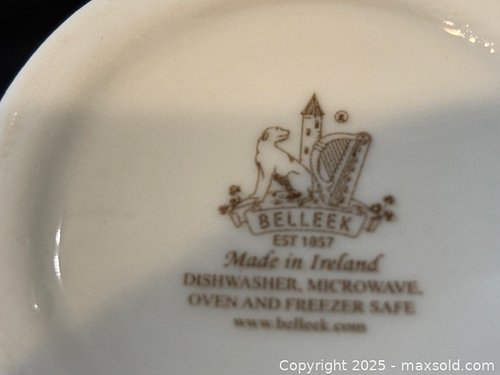 ®
BELLEEK
EST 1857
Made in Ireland
DISHWASHER, MICROWAVE,
OVEN AND FREEZER SAFE
www.belleek.com
Copyright 2025 - maxsold.com